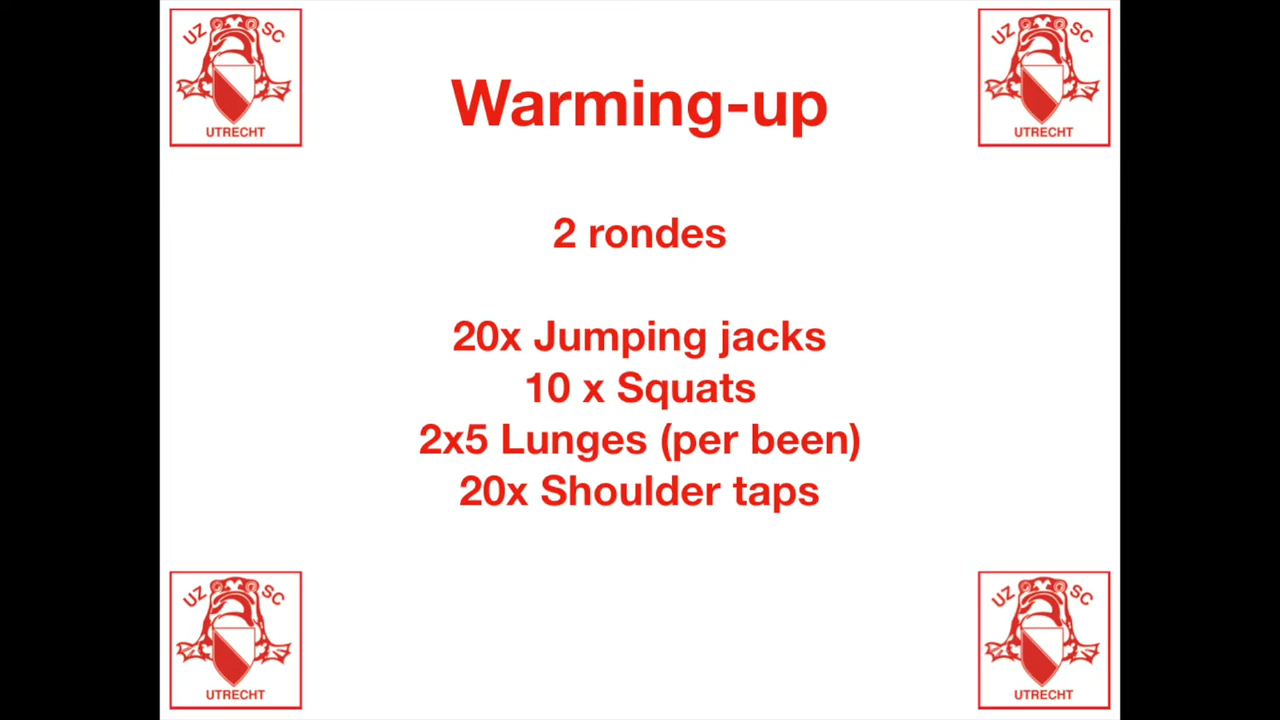 UZ SC
UZ SC
UTRECHT
UTRECHT
Warming-up
2 rondes
20x Jumping jacks
10 x Squats
2x5 Lunges (per been)
20x Shoulder taps
UZ SC
UZ SC
UTRECHT
UTRECHT